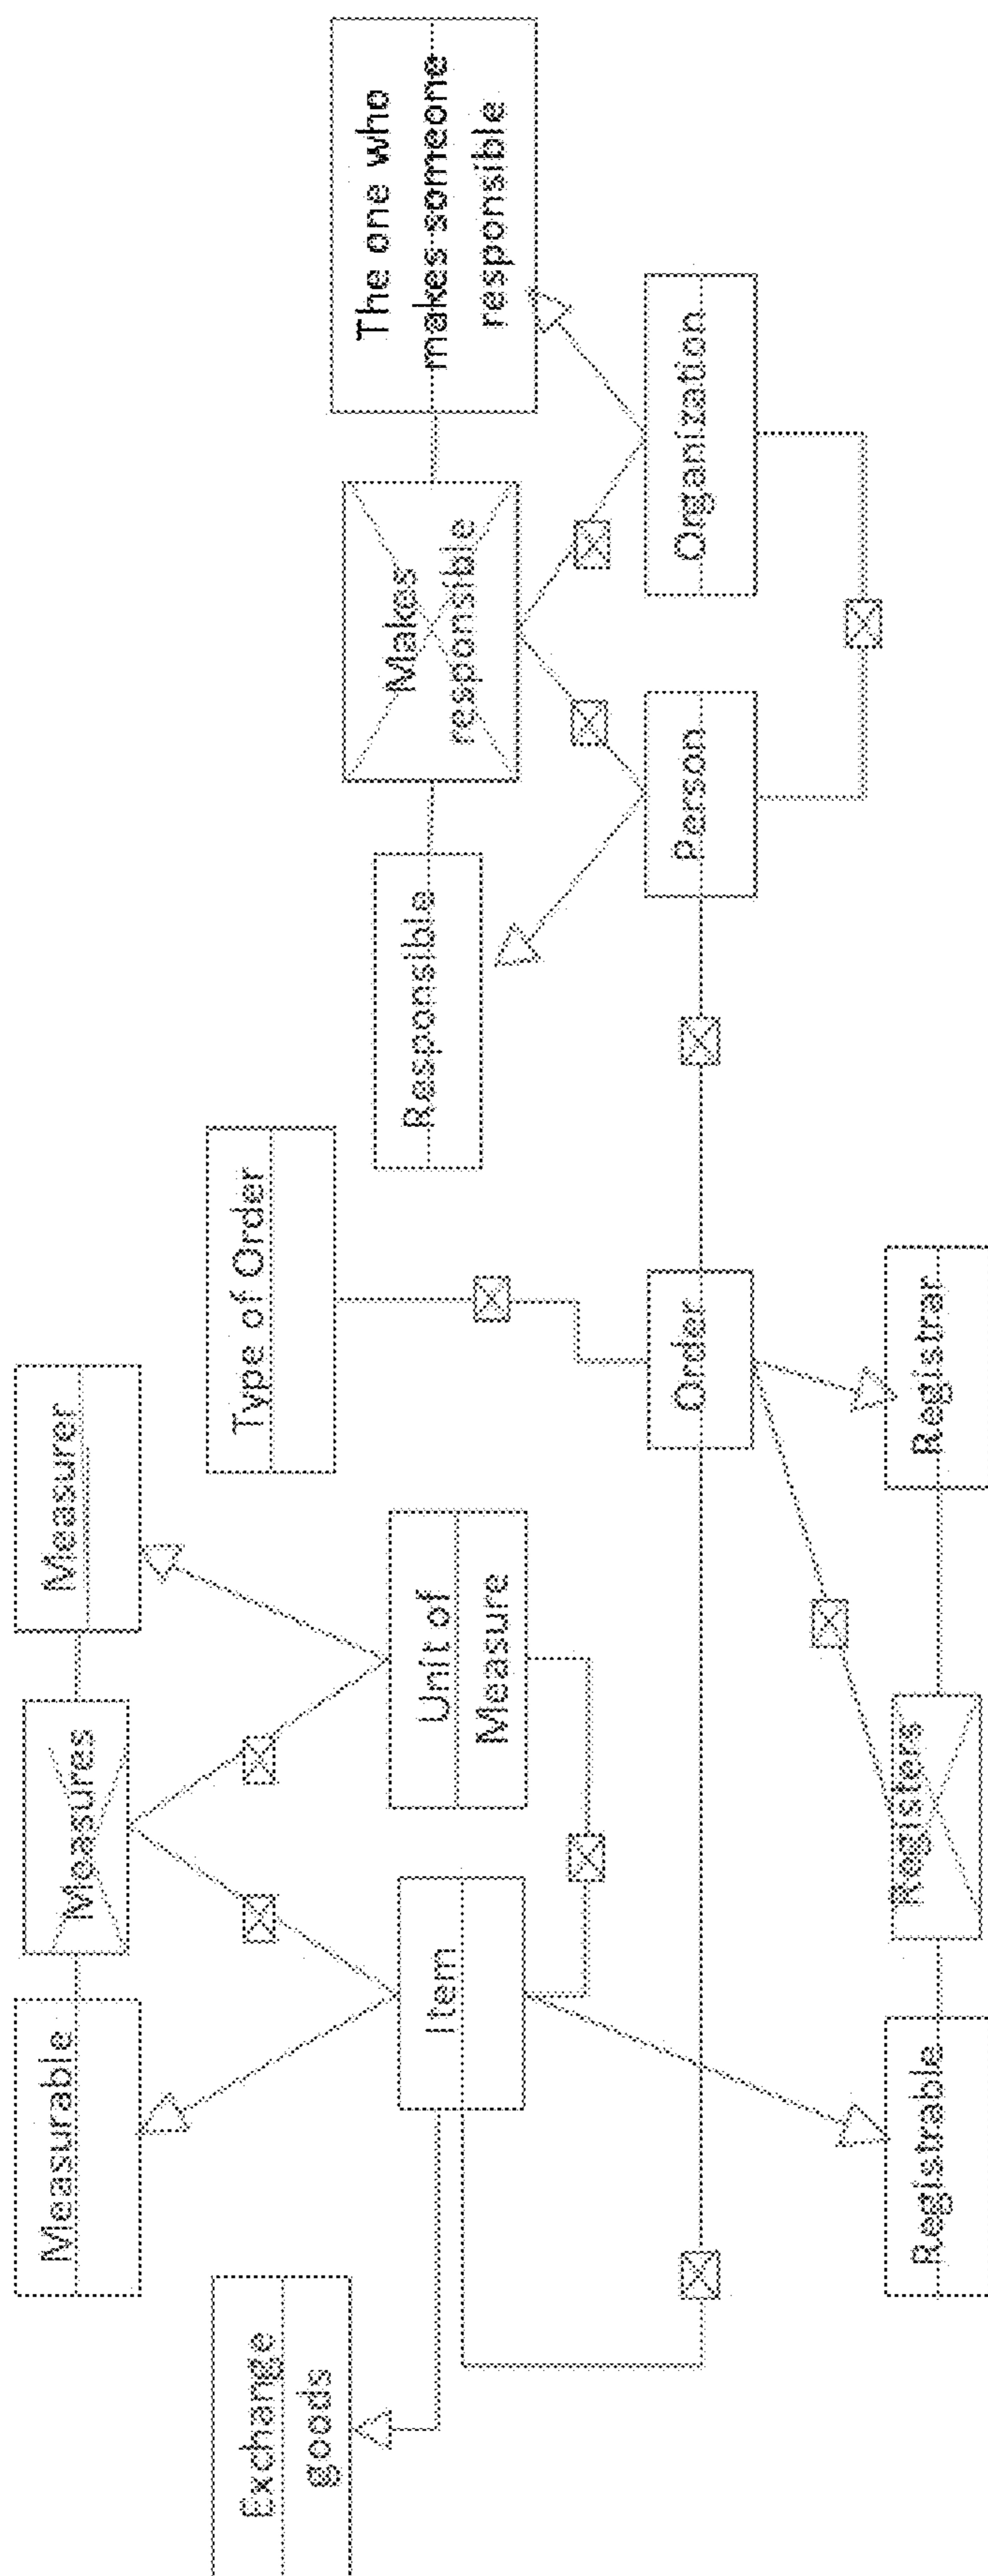 Measurable
Measures
Measurer
Exchange
goods
Type of Order
The one who
makes someone
responsible
Makes
responsible
Responsible
Item
Unit of
Measure
Order
Person
Organization
Registrable
Registers
Registrar